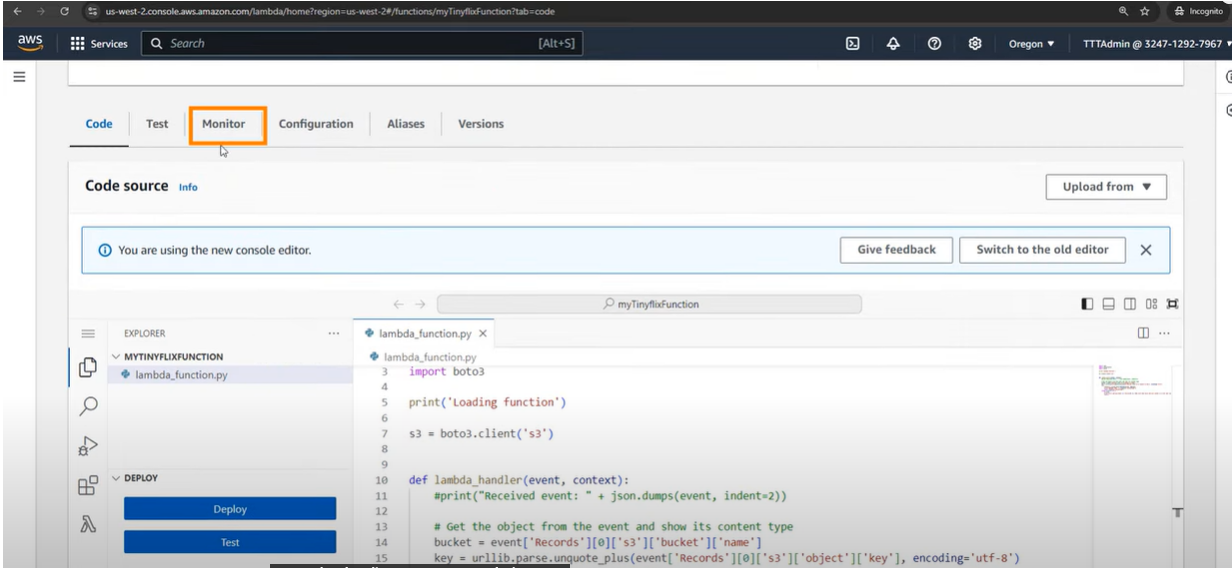 us-west-2.console.aws.amazon.com/lambda/home?region=us-west-2#/functions/myTinyflixFunction?tab=code
Incognito
aws
Services
Search
[Alt+S]
Oregon ▼
TTTAdmin @ 3247-1292-7967 ▼
Code
Test
Monitor
Configuration
Aliases
Versions
Code source
Info
Upload from ▼
You are using the new console editor.
Give feedback
Switch to the old editor
myTinyflixFunction
EXPLORER
lambda_function.py
MYTINYFLIXFUNCTION
lambda_function.py
lambda_function.py
3 import boto3
4
5 print('Loading function')
6
7 s3 = boto3.client('s3')
8
9
10 def lambda_handler(event, context):
11 #print("Received event: " + json.dumps(event, indent=2))
12
13 # Get the object from the event and show its content type
14 bucket = event['Records'][0]['s3']['bucket']['name']
15 key = urllib.parse.unquote_plus(event['Records'][0]['s3']['object']['key'], encoding='utf-8')
DEPLOY
Deploy
Test